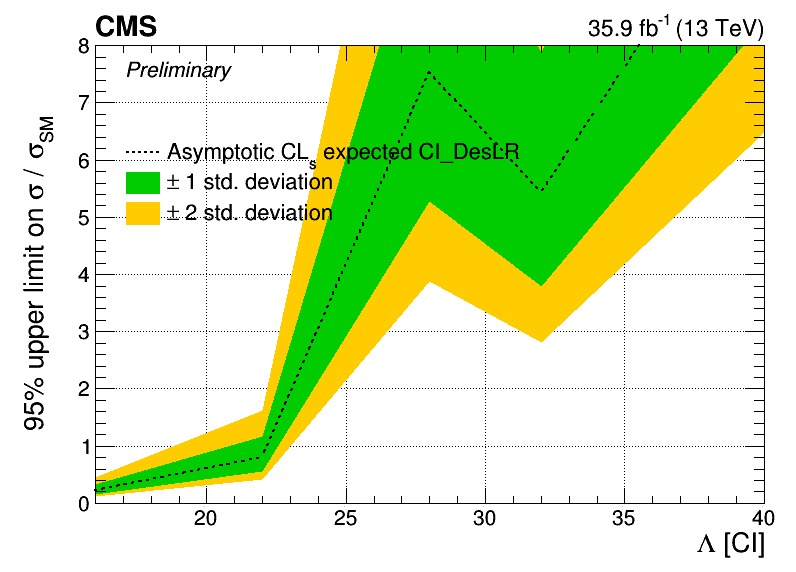 CMS
35.9 fb-1 (13 TeV)
Preliminary
Asymptotic CLs expected CI_DesLR
± 1 std. deviation
± 2 std. deviation
95% upper limit on σ / σSM
8
7
6
5
4
3
2
1
0
20 25 30 35 40
Λ [CI]